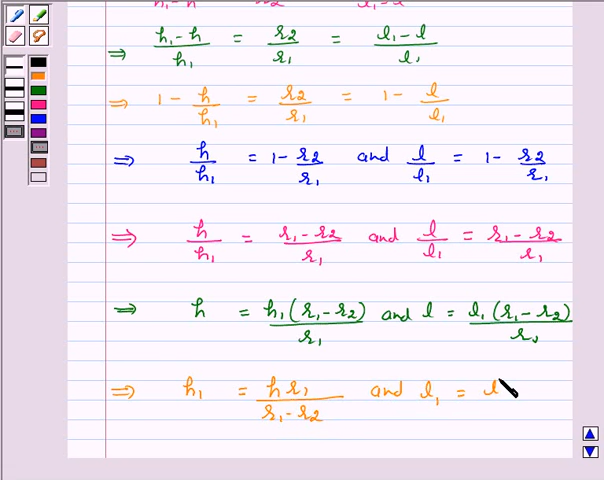 ⇒ h₁-h/h₁ = r2/r₁ = l₁-l/l₁
⇒ 1 - h/h₁ = r2/r₁ = 1 - l/l₁
⇒ h/h₁ = 1 - r2/r₁ and l/l₁ = 1 - r2/r₁
⇒ h/h₁ = r₁-r2/r₁ and l/l₁ = r₁-r2/l₁
⇒ h = h₁(r₁-r2)/r₁ and l = l₁(r₁-r2)/r₁
⇒ h₁ = hr₁/r₁-r2 and l₁ = l